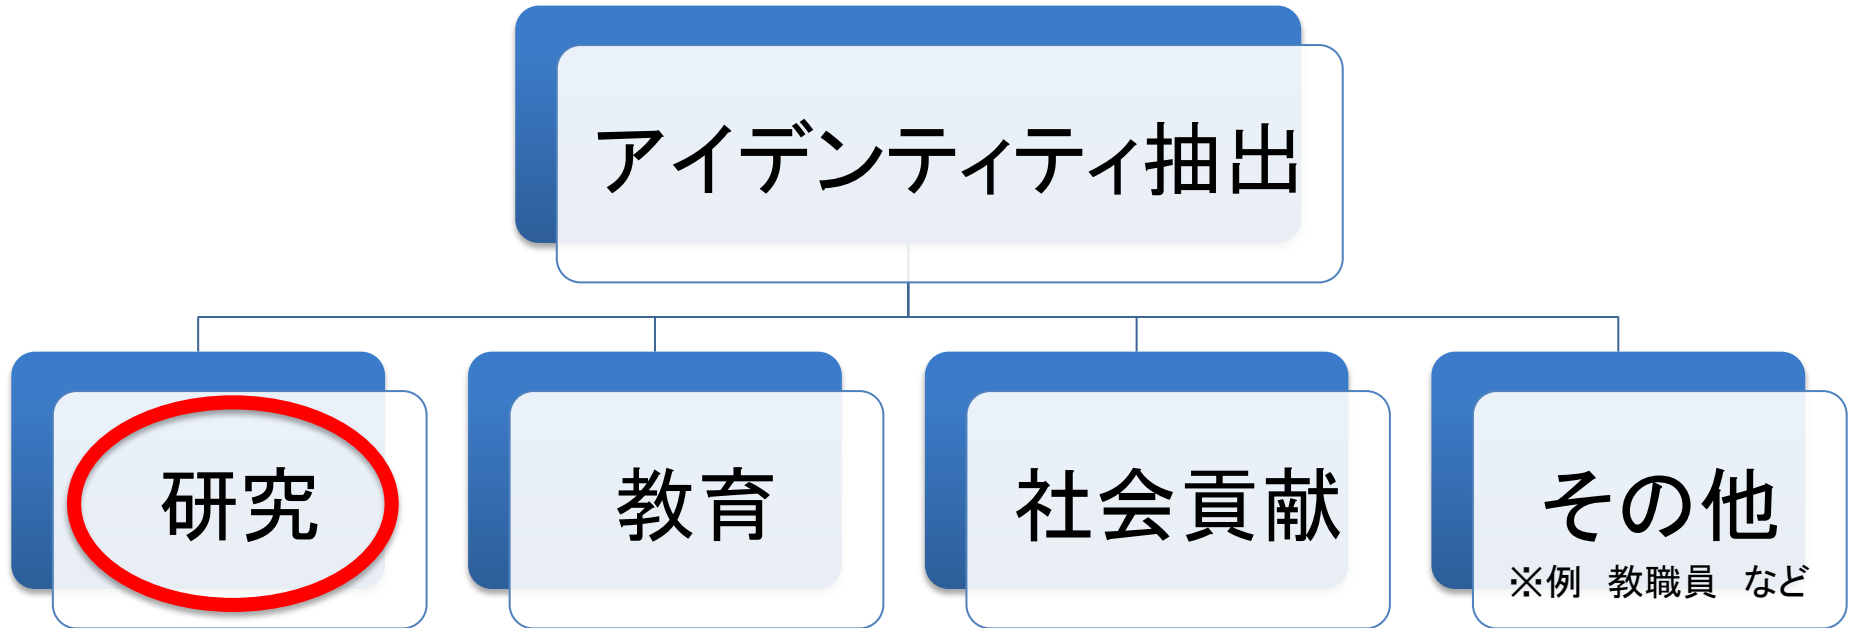 アイデンティティ抽出
研究
教育
社会貢献
その他
※例　教職員　など